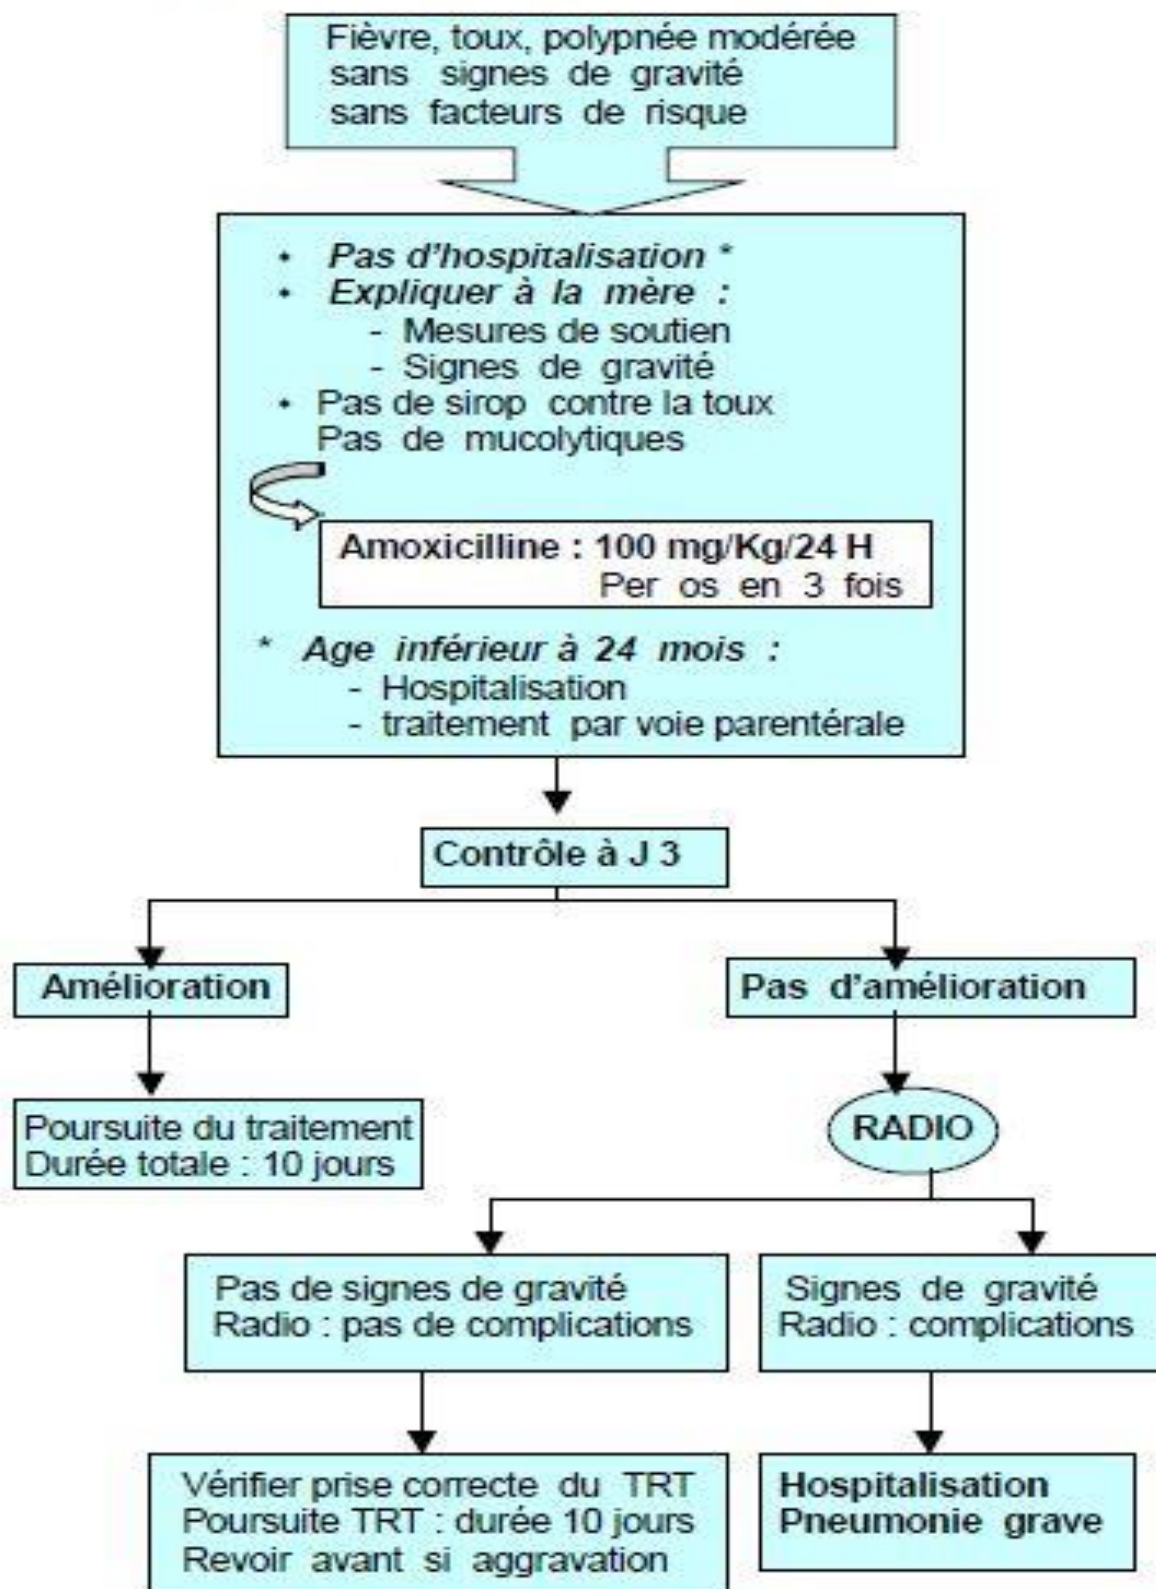 Fièvre, toux, polypnée modérée
sans signes de gravité
sans facteurs de risque
• Pas d'hospitalisation *
• Expliquer à la mère :
- Mesures de soutien
- Signes de gravité
• Pas de sirop contre la toux
Pas de mucolytiques
Amoxicilline : 100 mg/Kg/24 H
Per os en 3 fois
* Age inférieur à 24 mois :
- Hospitalisation
- traitement par voie parentérale
Contrôle à J 3
Amélioration
Pas d'amélioration
Poursuite du traitement
Durée totale : 10 jours
RADIO
Pas de signes de gravité
Radio : pas de complications
Signes de gravité
Radio : complications
Vérifier prise correcte du TRT
Poursuite TRT : durée 10 jours
Revoir avant si aggravation
Hospitalisation
Pneumonie grave